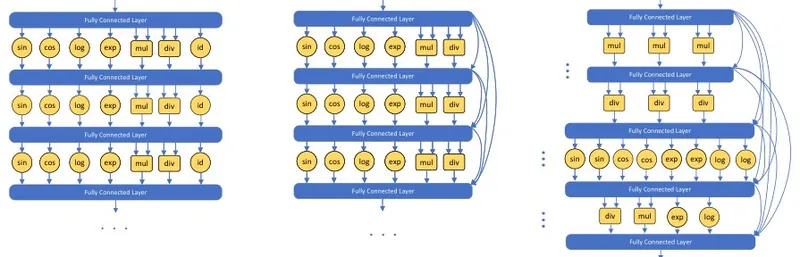 Fully Connected Layer
sin cos log exp mul div id
Fully Connected Layer
sin cos log exp mul div id
Fully Connected Layer
sin cos log exp mul div id
Fully Connected Layer
. . .
Fully Connected Layer
sin cos log exp mul div
Fully Connected Layer
sin cos log exp mul div
Fully Connected Layer
sin cos log exp mul div
Fully Connected Layer
. . .
Fully Connected Layer
mul mul mul
Fully Connected Layer
div div div
Fully Connected Layer
sin sin cos cos exp exp log log
Fully Connected Layer
div mul exp log
Fully Connected Layer